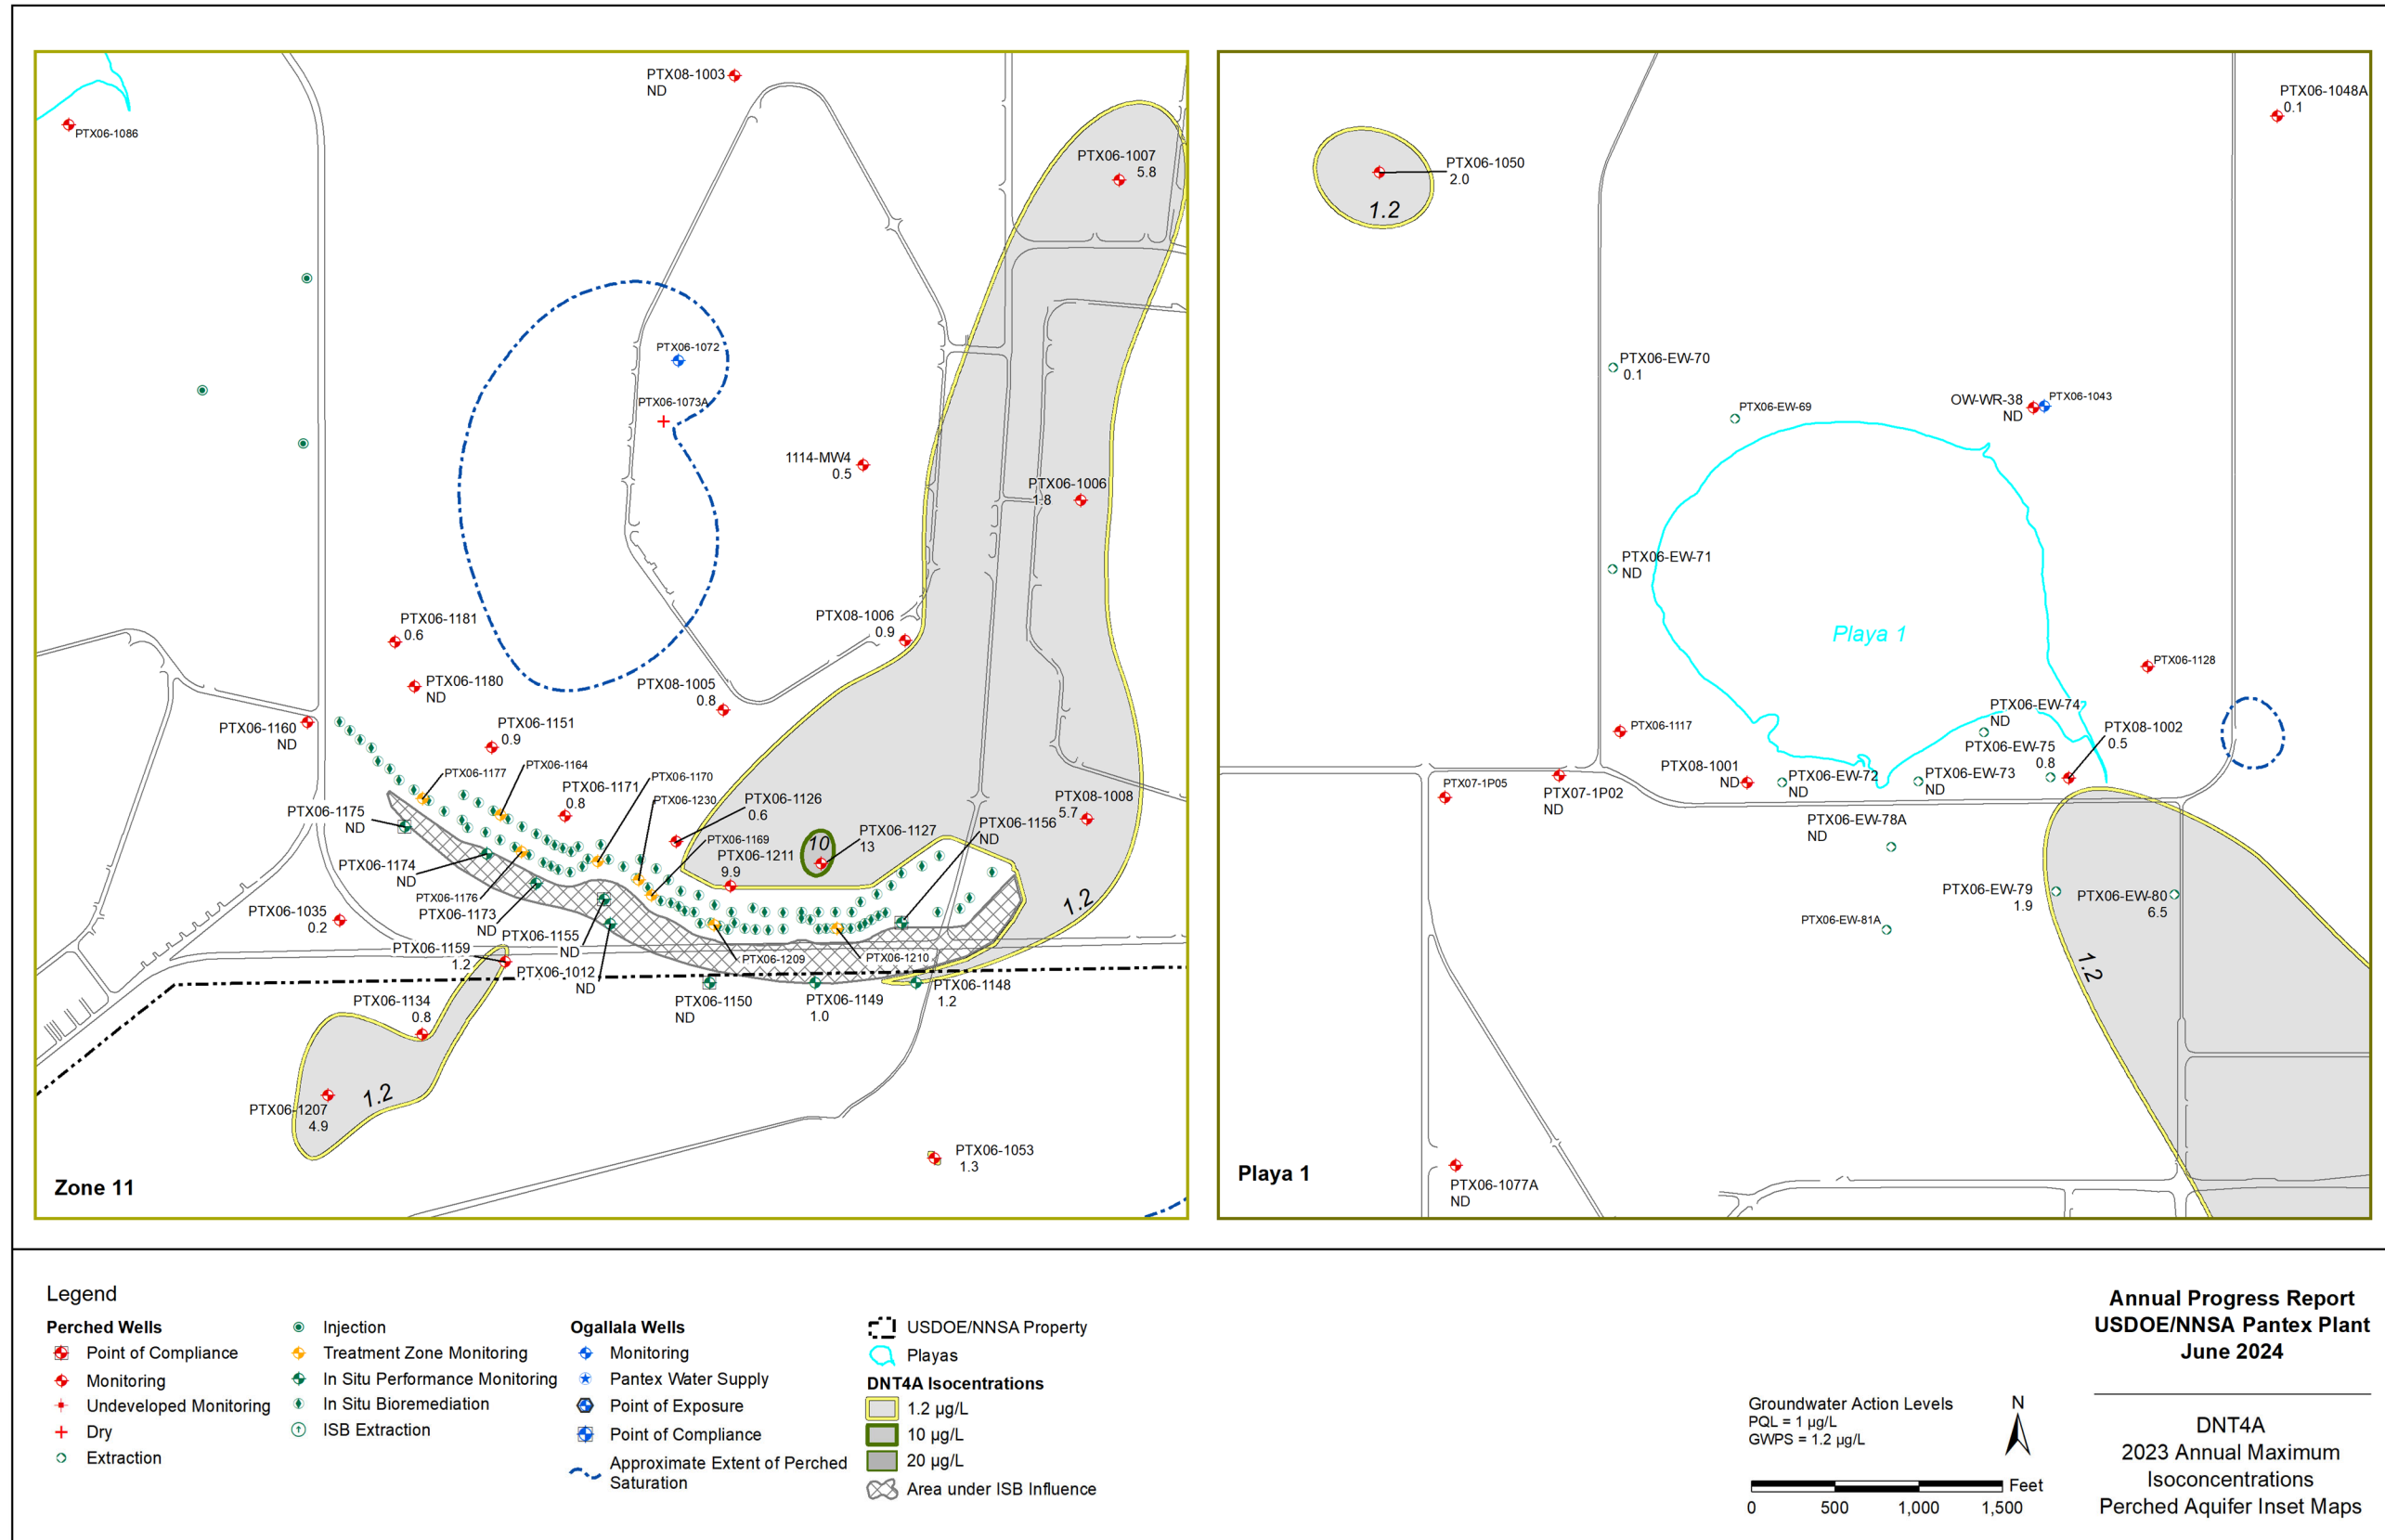 PTX08-1003
ND
PTX06-1086
PTX06-1007
5.8
PTX06-1072
PTX06-1073A
1114-MW4
0.5
PTX06-1006
1.8
PTX06-1181
0.6
PTX08-1006
0.9
PTX06-1180
ND
PTX08-1005
0.8
PTX06-1160
ND
PTX06-1151
0.9
PTX06-1177
PTX06-1164
PTX06-1170
PTX06-1171
0.8
PTX06-1230
PTX06-1126
0.6
PTX08-1008
5.7
PTX06-1175
ND
PTX06-1169
10
PTX06-1127
13
PTX06-1156
ND
PTX06-1211
9.9
PTX06-1174
ND
PTX06-1176
PTX06-1173
ND
1.2
PTX06-1035
0.2
PTX06-1155
ND
PTX06-1159
1.2
PTX06-1209
PTX06-1210
PTX06-1012
ND
PTX06-1150
ND
PTX06-1149
1.0
PTX06-1148
1.2
PTX06-1134
0.8
1.2
PTX06-1207
4.9
PTX06-1053
1.3
Zone 11
PTX06-1048A
0.1
PTX06-1050
2.0
1.2
PTX06-EW-70
0.1
PTX06-EW-69
OW-WR-38
ND
PTX06-1043
PTX06-EW-71
ND
Playa 1
PTX06-1128
PTX06-EW-74
ND
PTX06-1117
PTX08-1002
0.5
PTX06-EW-75
0.8
PTX08-1001
ND
PTX06-EW-72
ND
PTX06-EW-73
ND
PTX07-1P05
PTX07-1P02
ND
PTX06-EW-78A
ND
PTX06-EW-79
1.9
PTX06-EW-80
6.5
PTX06-EW-81A
1.2
PTX06-1077A
ND
Playa 1
Legend
Perched Wells
Point of Compliance
Monitoring
Undeveloped Monitoring
Dry
Extraction
Injection
Treatment Zone Monitoring
In Situ Performance Monitoring
In Situ Bioremediation
ISB Extraction
Ogallala Wells
Monitoring
Pantex Water Supply
Point of Exposure
Point of Compliance
Approximate Extent of Perched
Saturation
USDOE/NNSA Property
Playas
DNT4A Isocentrations
1.2 µg/L
10 µg/L
20 µg/L
Area under ISB Influence
Groundwater Action Levels
PQL = 1 µg/L
GWPS = 1.2 µg/L
N
Feet
0 500 1,000 1,500
Annual Progress Report
USDOE/NNSA Pantex Plant
June 2024
DNT4A
2023 Annual Maximum
Isoconcentrations
Perched Aquifer Inset Maps